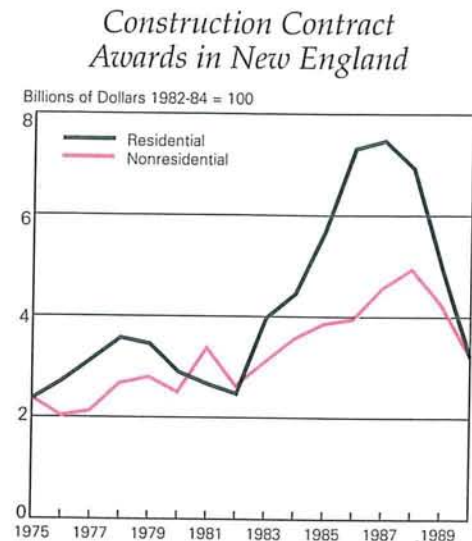 Construction Contract
Awards in New England
Billions of Dollars 1982-84 = 100
8
Residential
Nonresidential
6
4
2
0
1975 1977 1979 1981 1983 1985 1987 1989